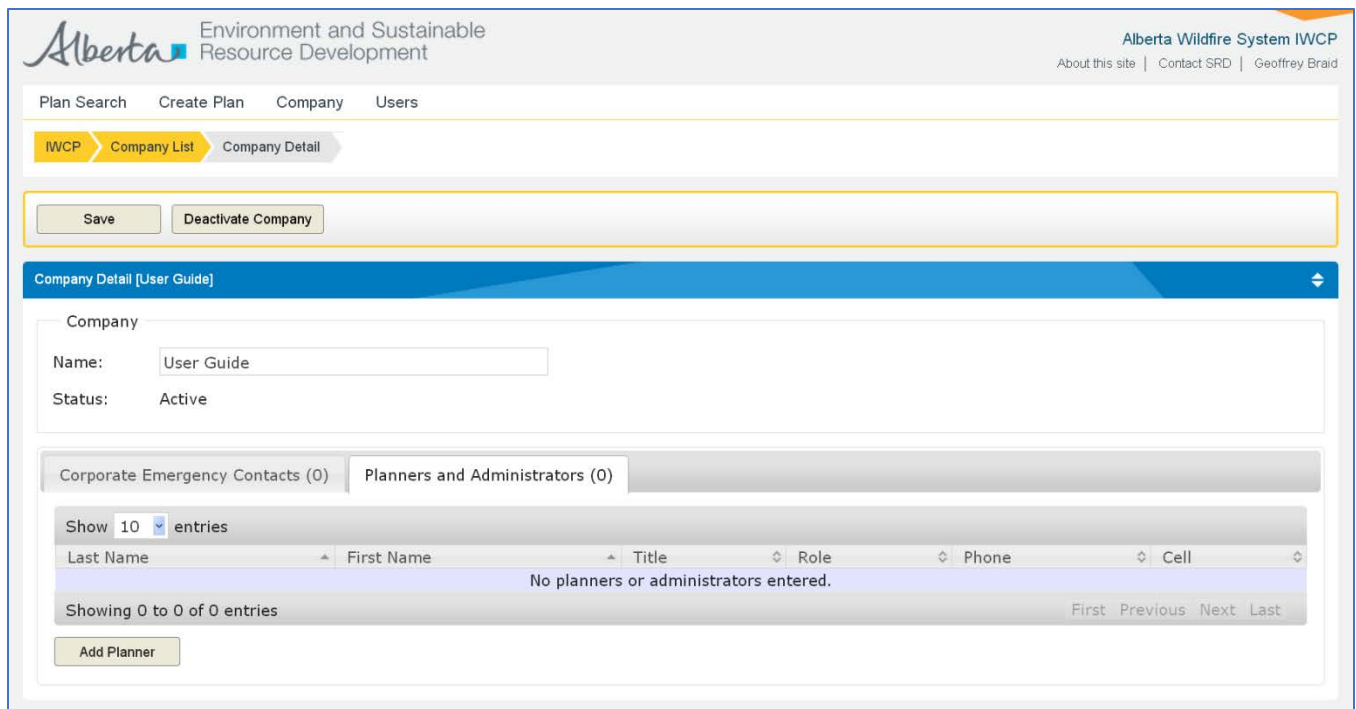 Alberta Environment and Sustainable
Resource Development
Alberta Wildfire System IWCP
About this site | Contact SRD | Geoffrey Braid
Plan Search Create Plan Company Users
IWCP Company List Company Detail
Save Deactivate Company
Company Detail [User Guide]
Company
Name: User Guide
Status: Active
Corporate Emergency Contacts (0) Planners and Administrators (0)
Show 10 entries
Last Name First Name Title Role Phone Cell
No planners or administrators entered.
Showing 0 to 0 of 0 entries First Previous Next Last
Add Planner